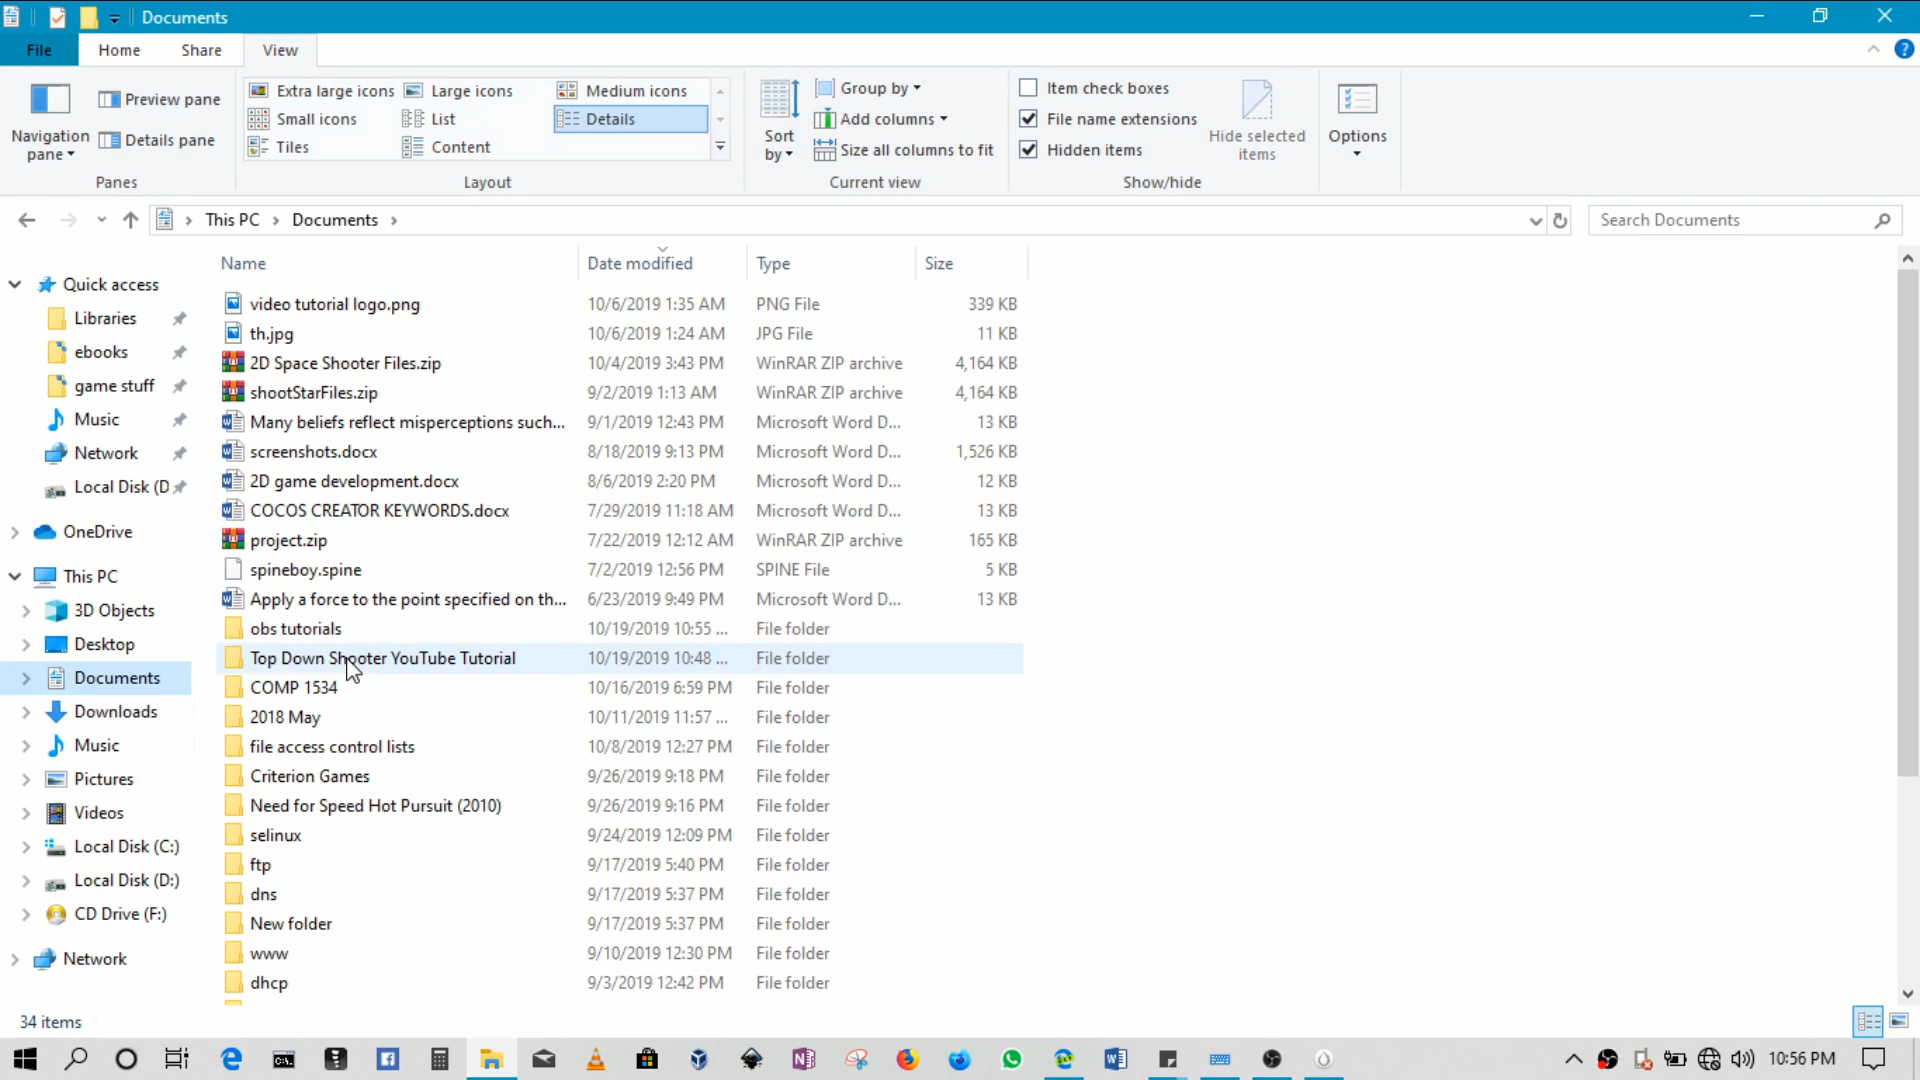 Documents
File Home Share View
Navigation pane
Preview pane
Details pane
Panes
Extra large icons Large icons Medium icons
Small icons List Details
Tiles Content
Layout
Sort by
Group by
Add columns
Size all columns to fit
Current view
Item check boxes
File name extensions
Hidden items
Hide selected items
Show/hide
Options
This PC Documents
Search Documents
Quick access
Libraries
ebooks
game stuff
Music
Network
Local Disk (D
OneDrive
This PC
3D Objects
Desktop
Documents
Downloads
Music
Pictures
Videos
Local Disk (C:)
Local Disk (D:)
CD Drive (F:)
Network
Name Date modified Type Size
video tutorial logo.png 10/6/2019 1:35 AM PNG File 339 KB
th.jpg 10/6/2019 1:24 AM JPG File 11 KB
2D Space Shooter Files.zip 10/4/2019 3:43 PM WinRAR ZIP archive 4,164 KB
shootStarFiles.zip 9/2/2019 1:13 AM WinRAR ZIP archive 4,164 KB
Many beliefs reflect misperceptions such... 9/1/2019 12:43 PM Microsoft Word D... 13 KB
screenshots.docx 8/18/2019 9:13 PM Microsoft Word D... 1,526 KB
2D game development.docx 8/6/2019 2:20 PM Microsoft Word D... 12 KB
COCOS CREATOR KEYWORDS.docx 7/29/2019 11:18 AM Microsoft Word D... 13 KB
project.zip 7/22/2019 12:12 AM WinRAR ZIP archive 165 KB
spineboy.spine 7/2/2019 12:56 PM SPINE File 5 KB
Apply a force to the point specified on th... 6/23/2019 9:49 PM Microsoft Word D... 13 KB
obs tutorials 10/19/2019 10:55 ... File folder
Top Down Shooter YouTube Tutorial 10/19/2019 10:48 ... File folder
COMP 1534 10/16/2019 6:59 PM File folder
2018 May 10/11/2019 11:57 ... File folder
file access control lists 10/8/2019 12:27 PM File folder
Criterion Games 9/26/2019 9:18 PM File folder
Need for Speed Hot Pursuit (2010) 9/26/2019 9:16 PM File folder
selinux 9/24/2019 12:09 PM File folder
ftp 9/17/2019 5:40 PM File folder
dns 9/17/2019 5:37 PM File folder
New folder 9/17/2019 5:37 PM File folder
www 9/10/2019 12:30 PM File folder
dhcp 9/3/2019 12:42 PM File folder
34 items
10:56 PM